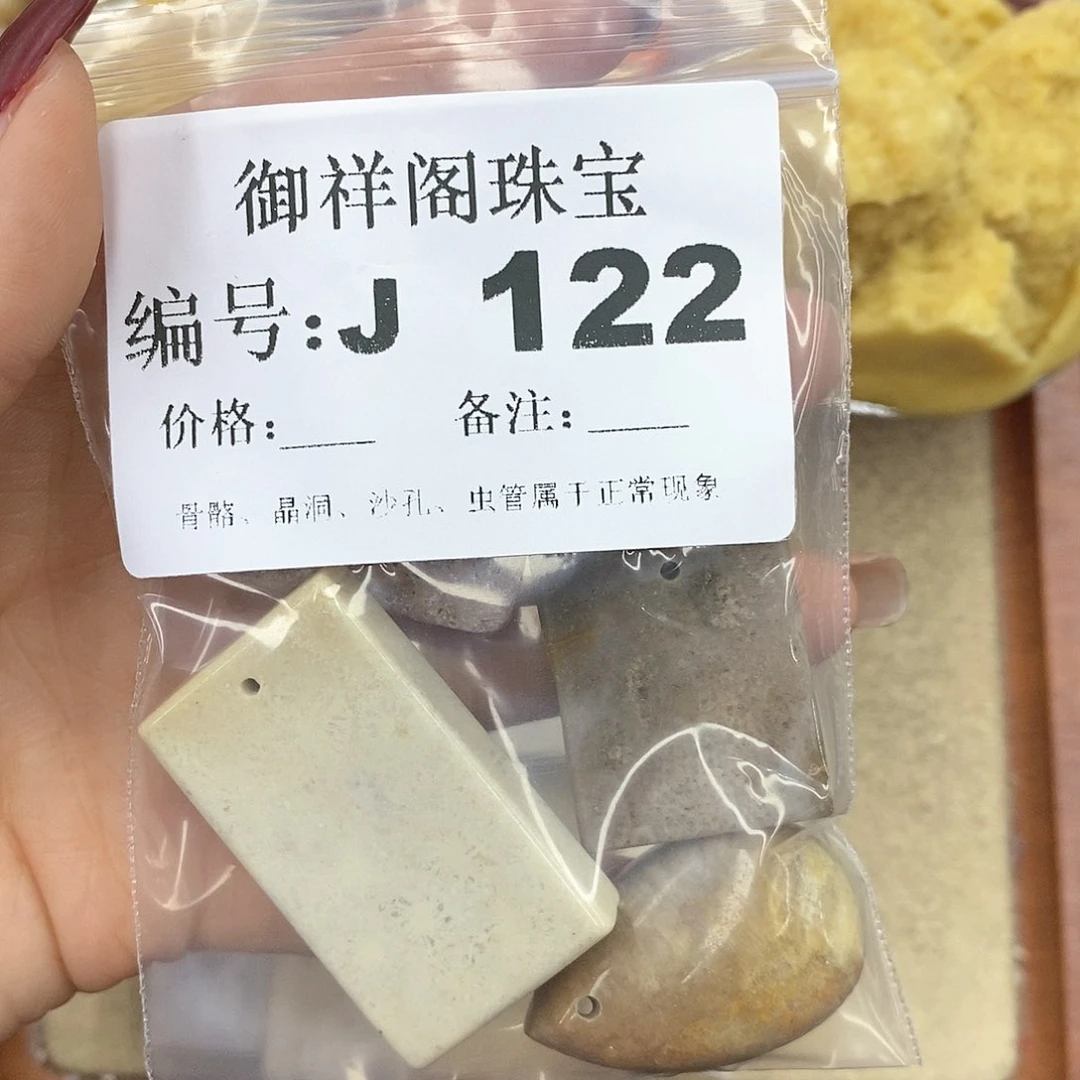 御祥阁珠宝
编号:J 122
价格:____ 备注:____
骨骼、晶洞、沙孔、虫管属于正常现象